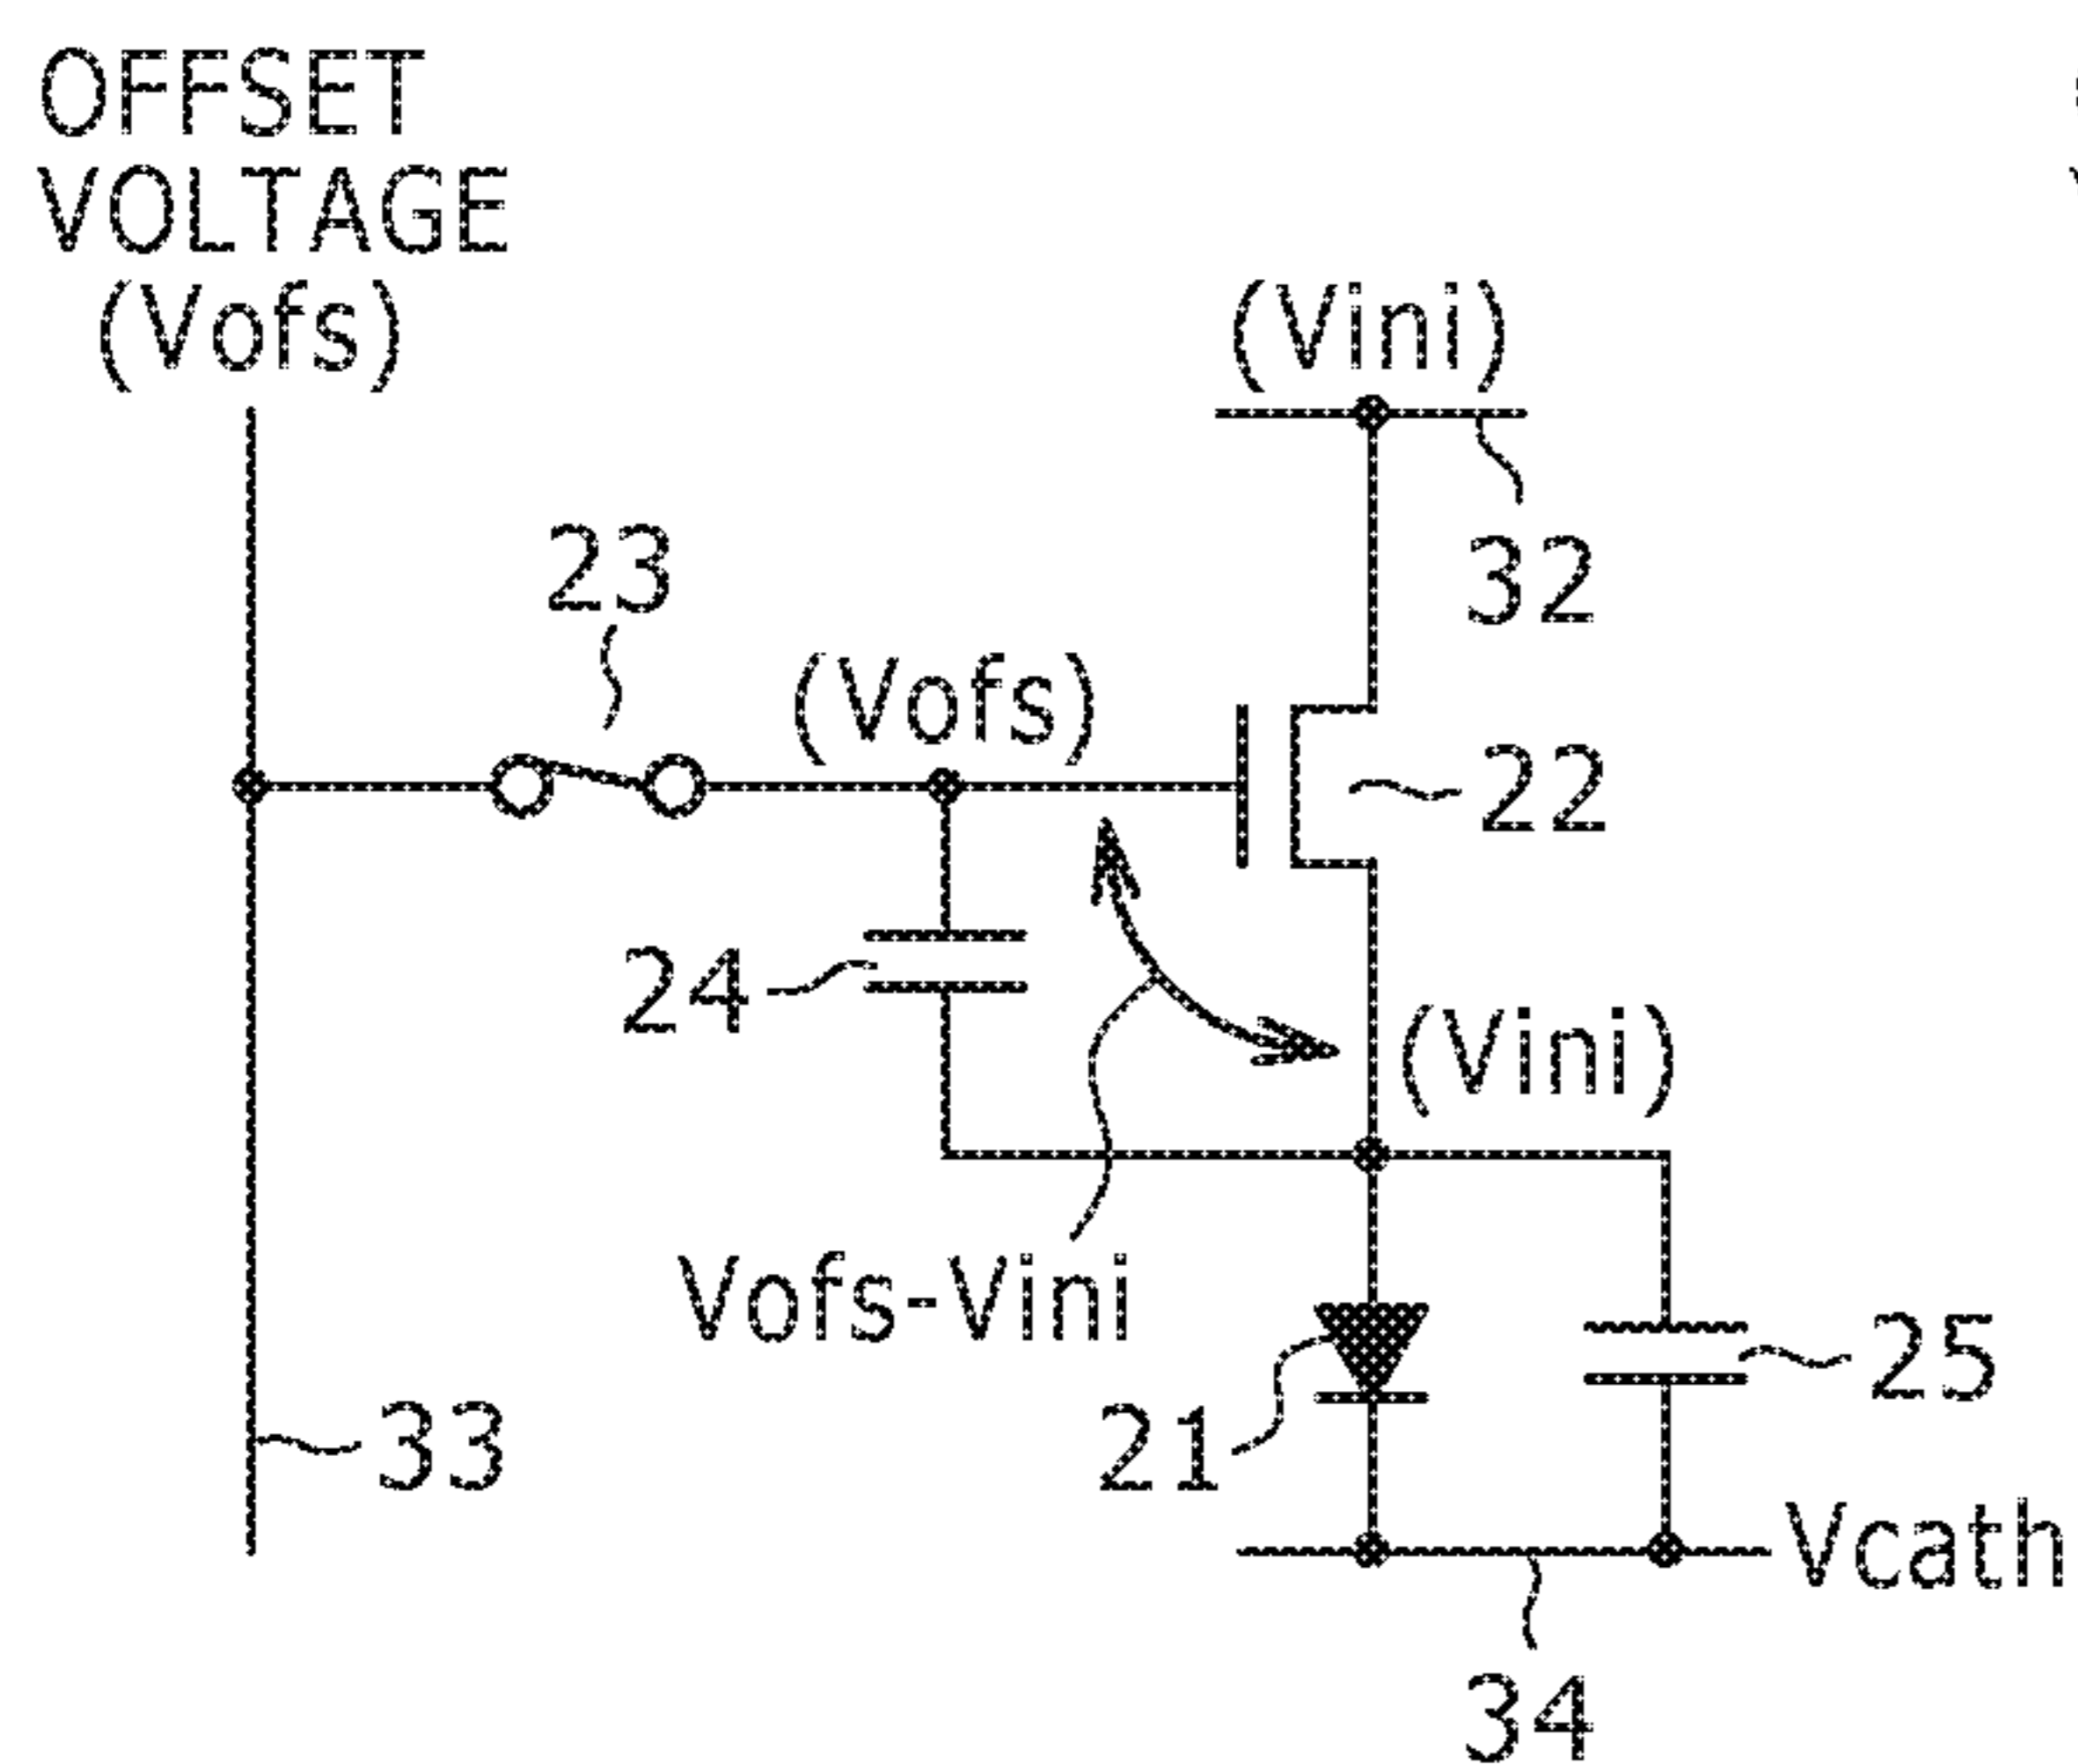 OFFSET
VOLTAGE
(Vofs)
(Vini)
32
23
(Vofs)
22
24
(Vini)
Vofs-Vini
25
21
33
Vcath
34